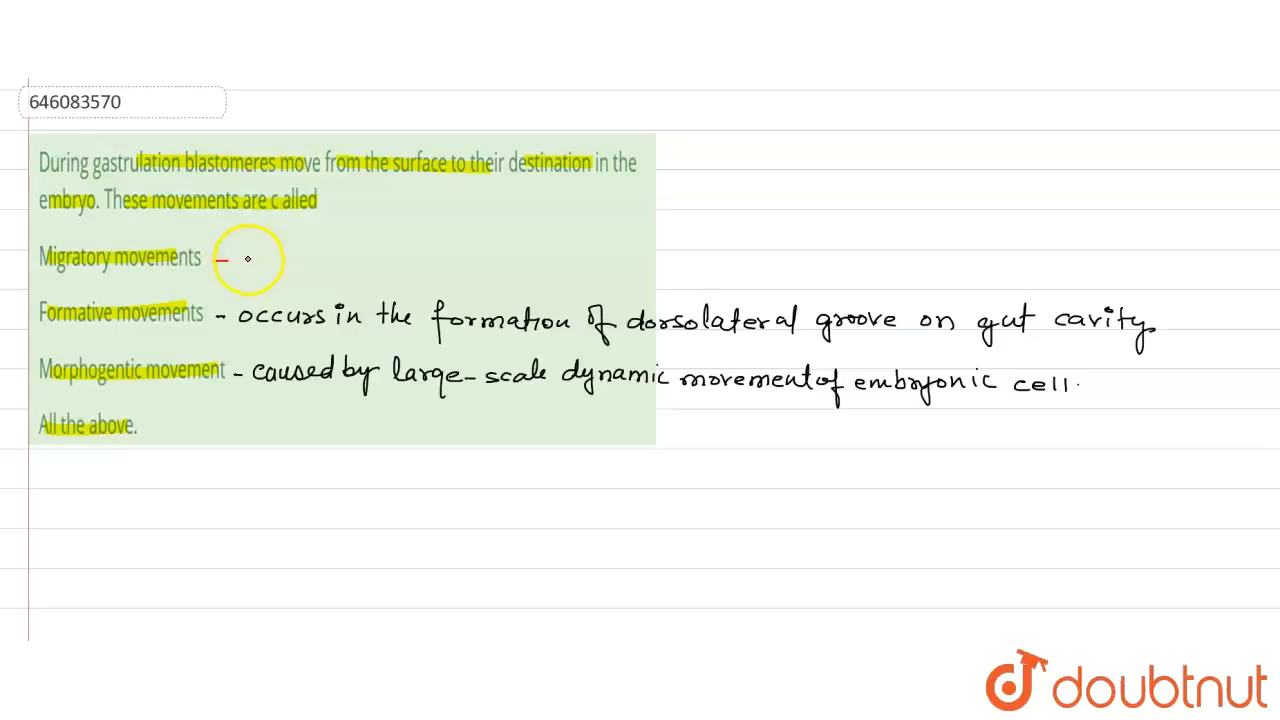 646083570
During gastrulation blastomeres move from the surface to their destination in the
embryo. These movements are c alled
Migratory movements -
Formative movements - occurs in the formation of dorsolateral groove on gut cavity
Morphogentic movement - caused by large-scale dynamic movement of embryonic cell.
All the above.
doubtnut